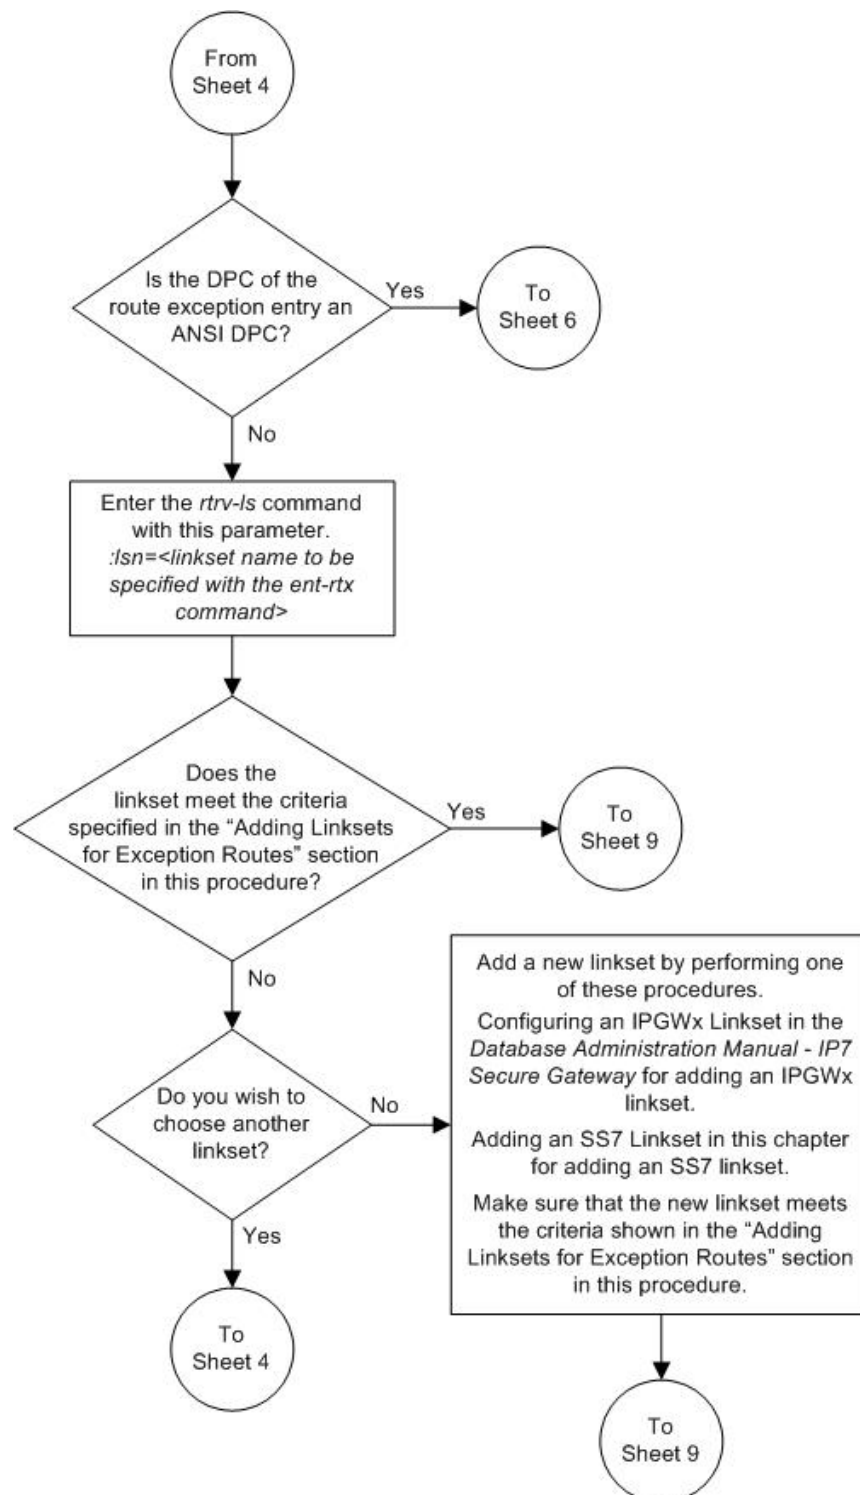 From
Sheet 4
Is the DPC of the
route exception entry an
ANSI DPC?
Yes
To
Sheet 6
No
Enter the rtrv-ls command
with this parameter.
:lsn=<linkset name to be
specified with the ent-rtx
command>
Does the
linkset meet the criteria
specified in the “Adding Linksets
for Exception Routes” section
in this procedure?
Yes
To
Sheet 9
No
Do you wish to
choose another
linkset?
No
Add a new linkset by performing one
of these procedures.
Configuring an IPGWx Linkset in the
Database Administration Manual - IP7
Secure Gateway for adding an IPGWx
linkset.
Adding an SS7 Linkset in this chapter
for adding an SS7 linkset.
Make sure that the new linkset meets
the criteria shown in the “Adding
Linksets for Exception Routes” section
in this procedure.
Yes
To
Sheet 4
To
Sheet 9